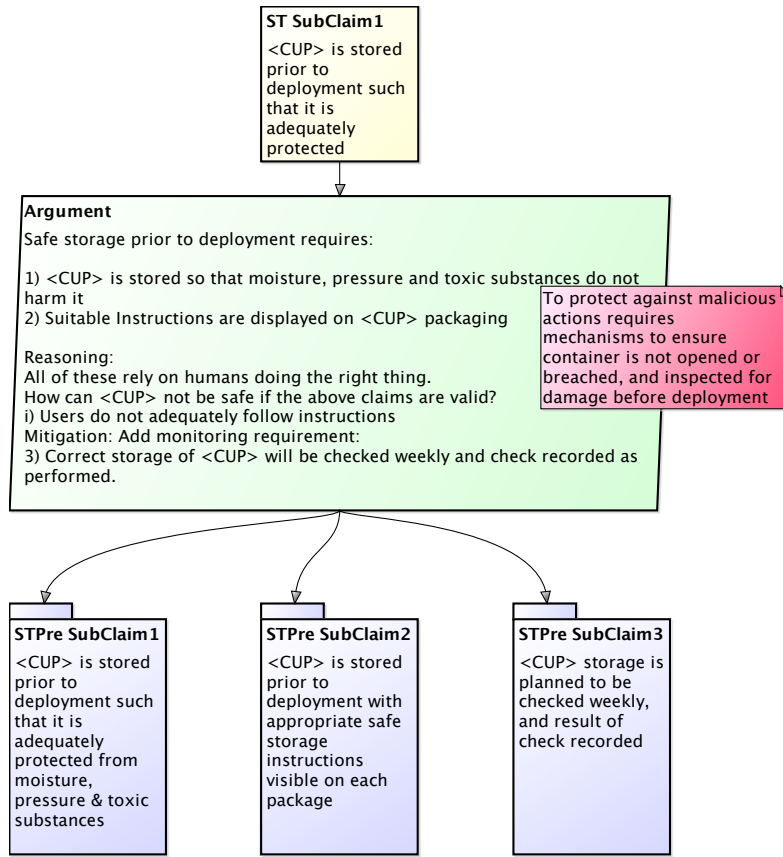 ST SubClaim1
<CUP> is stored
prior to
deployment such
that it is
adequately
protected
Argument
Safe storage prior to deployment requires:
1) <CUP> is stored so that moisture, pressure and toxic substances do not
harm it
2) Suitable Instructions are displayed on <CUP> packaging
Reasoning:
All of these rely on humans doing the right thing.
How can <CUP> not be safe if the above claims are valid?
i) Users do not adequately follow instructions
Mitigation: Add monitoring requirement:
3) Correct storage of <CUP> will be checked weekly and check recorded as
performed.
To protect against malicious
actions requires
mechanisms to ensure
container is not opened or
breached, and inspected for
damage before deployment
STPre SubClaim1
<CUP> is stored
prior to
deployment such
that it is
adequately
protected from
moisture,
pressure & toxic
substances
STPre SubClaim2
<CUP> is stored
prior to
deployment with
appropriate safe
storage
instructions
visible on each
package
STPre SubClaim3
<CUP> storage is
planned to be
checked weekly,
and result of
check recorded